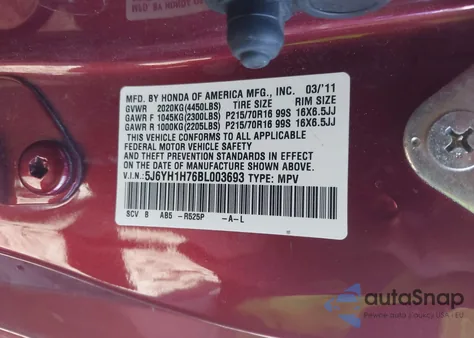 MFD. BY HONDA OF AMERICA MFG., INC. 03/'11
GVWR 2020KG(4450LBS) TIRE SIZE RIM SIZE
GAWR F 1045KG(2300LBS) P215/70R16 99S 16X6.5JJ
GAWR R 1000KG(2205LBS) P215/70R16 99S 16X6.5JJ
THIS VEHICLE CONFORMS TO ALL APPLICABLE
FEDERAL MOTOR VEHICLE
SAFETY AND THEFT PREVENTION STANDARDS IN EFFECT
ON THE DATE OF MANUFACTURE SHOWN ABOVE.
V.I.N.: 5J6YH1H76BL003693 TYPE: MPV
SCV B AB5 -R525P -A-L
autoSnap